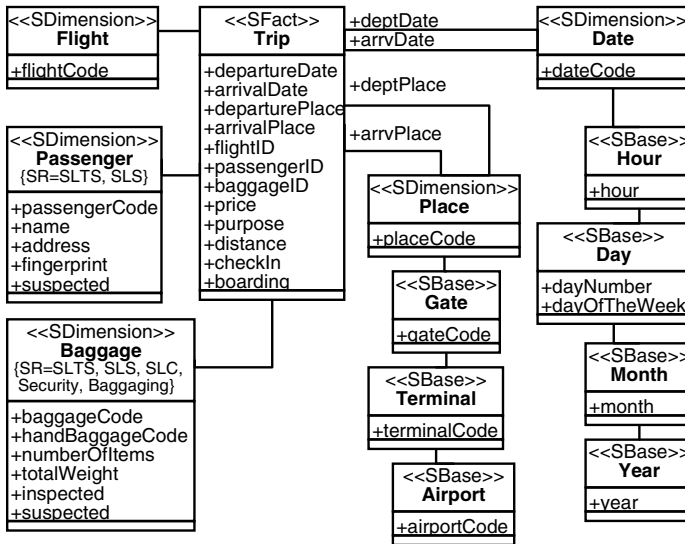 <<SDimension>>
Flight
+flightCode
<<SDimension>>
Passenger
{SR=SLTS, SLS}
+passengerCode
+name
+address
+fingerprint
+suspected
<<SDimension>>
Baggage
{SR=SLTS, SLS, SLC,
Security, Baggaging}
+baggageCode
+handBaggageCode
+numberOfItems
+totalWeight
+inspected
+suspected
<<SFact>>
Trip
+departureDate
+arrivalDate
+departurePlace
+arrivalPlace
+flightID
+passengerID
+baggageID
+price
+purpose
+distance
+checkIn
+boarding
+deptDate
+arrvDate
+deptPlace
+arrvPlace
<<SDimension>>
Place
+placeCode
<<SBase>>
Gate
+gateCode
<<SBase>>
Terminal
+terminalCode
<<SBase>>
Airport
+airportCode
<<SDimension>>
Date
+dateCode
<<SBase>>
Hour
+hour
<<SBase>>
Day
+dayNumber
+dayOfTheWeek
<<SBase>>
Month
+month
<<SBase>>
Year
+year